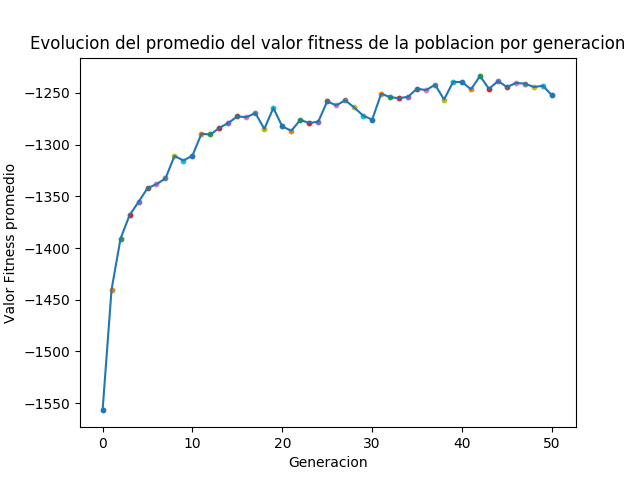 Evolucion del promedio del valor fitness de la poblacion por generacion
Valor Fitness promedio
−1250
−1300
−1350
−1400
−1450
−1500
−1550
0 10 20 30 40 50
Generacion